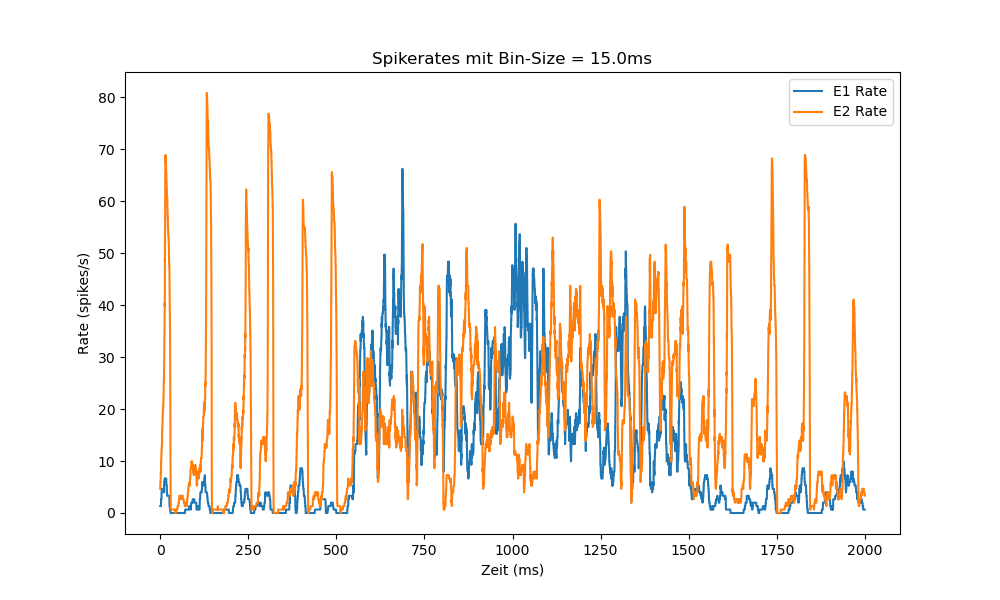 Spikerates mit Bin-Size = 15.0ms
E1 Rate
E2 Rate
Rate (spikes/s)
80
70
60
50
40
30
20
10
0
0 250 500 750 1000 1250 1500 1750 2000
Zeit (ms)